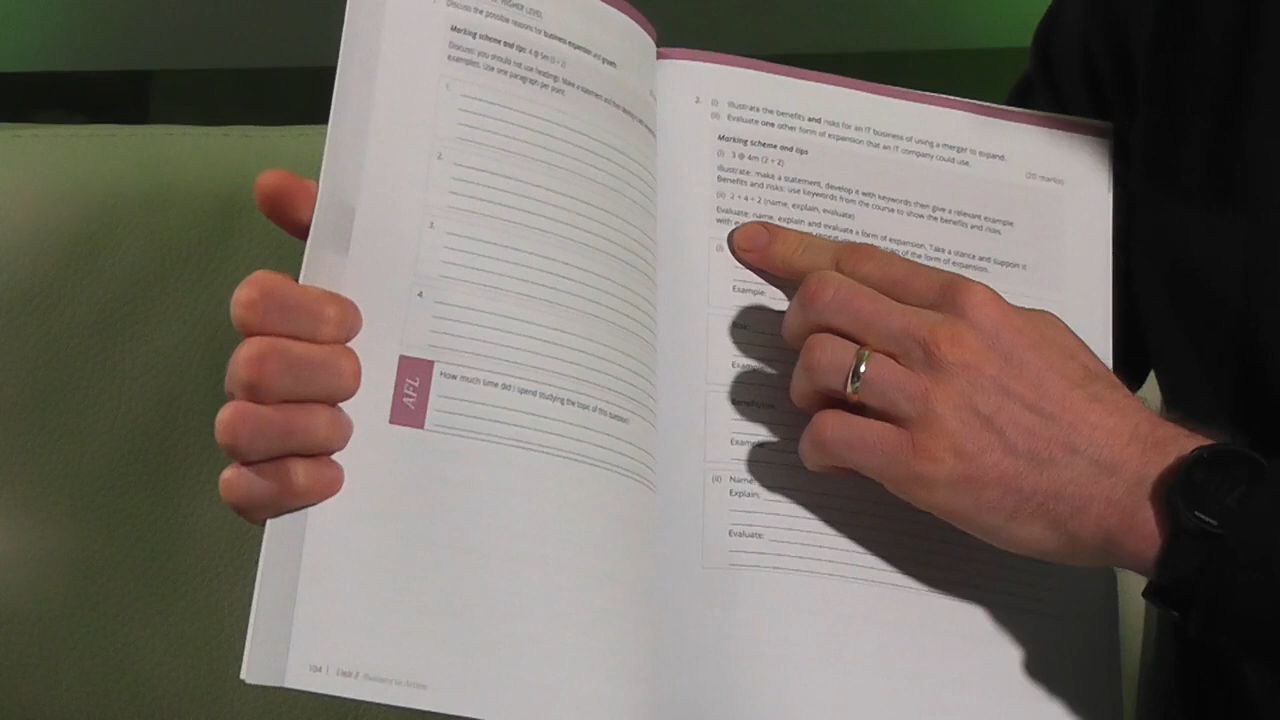 HIGHER LEVEL
Discuss the possible reasons for business expansion and growth.
Marking scheme and tips 4 @ 5m (3 + 2)
Discuss: you should not use headings. Make a statement and then
examples. Use one paragraph per point.
1.
2.
3.
4.
AFL
How much time did I spend studying the topic of this question?
184 | Unit 5 Business in Action
2. (i) Illustrate the benefits and risks for an IT business of using a merger to expand.
(ii) Evaluate one other form of expansion that an IT company could use.
(20 marks)
Marking scheme and tips
(i) 3 @ 4m (2 + 2)
Illustrate: make a statement, develop it with keywords then give a relevant example.
Benefits and risks: use keywords from the course to show the benefits and risks.
(ii) 2 + 4 + 2 (name, explain, evaluate)
Evaluate: name, explain and evaluate a form of expansion. Take a stance and support it
with of the form of expansion.
(i)
Example:
Risk:
Example
Benefit/risk:
Example
(ii) Name:
Explain:
Evaluate: